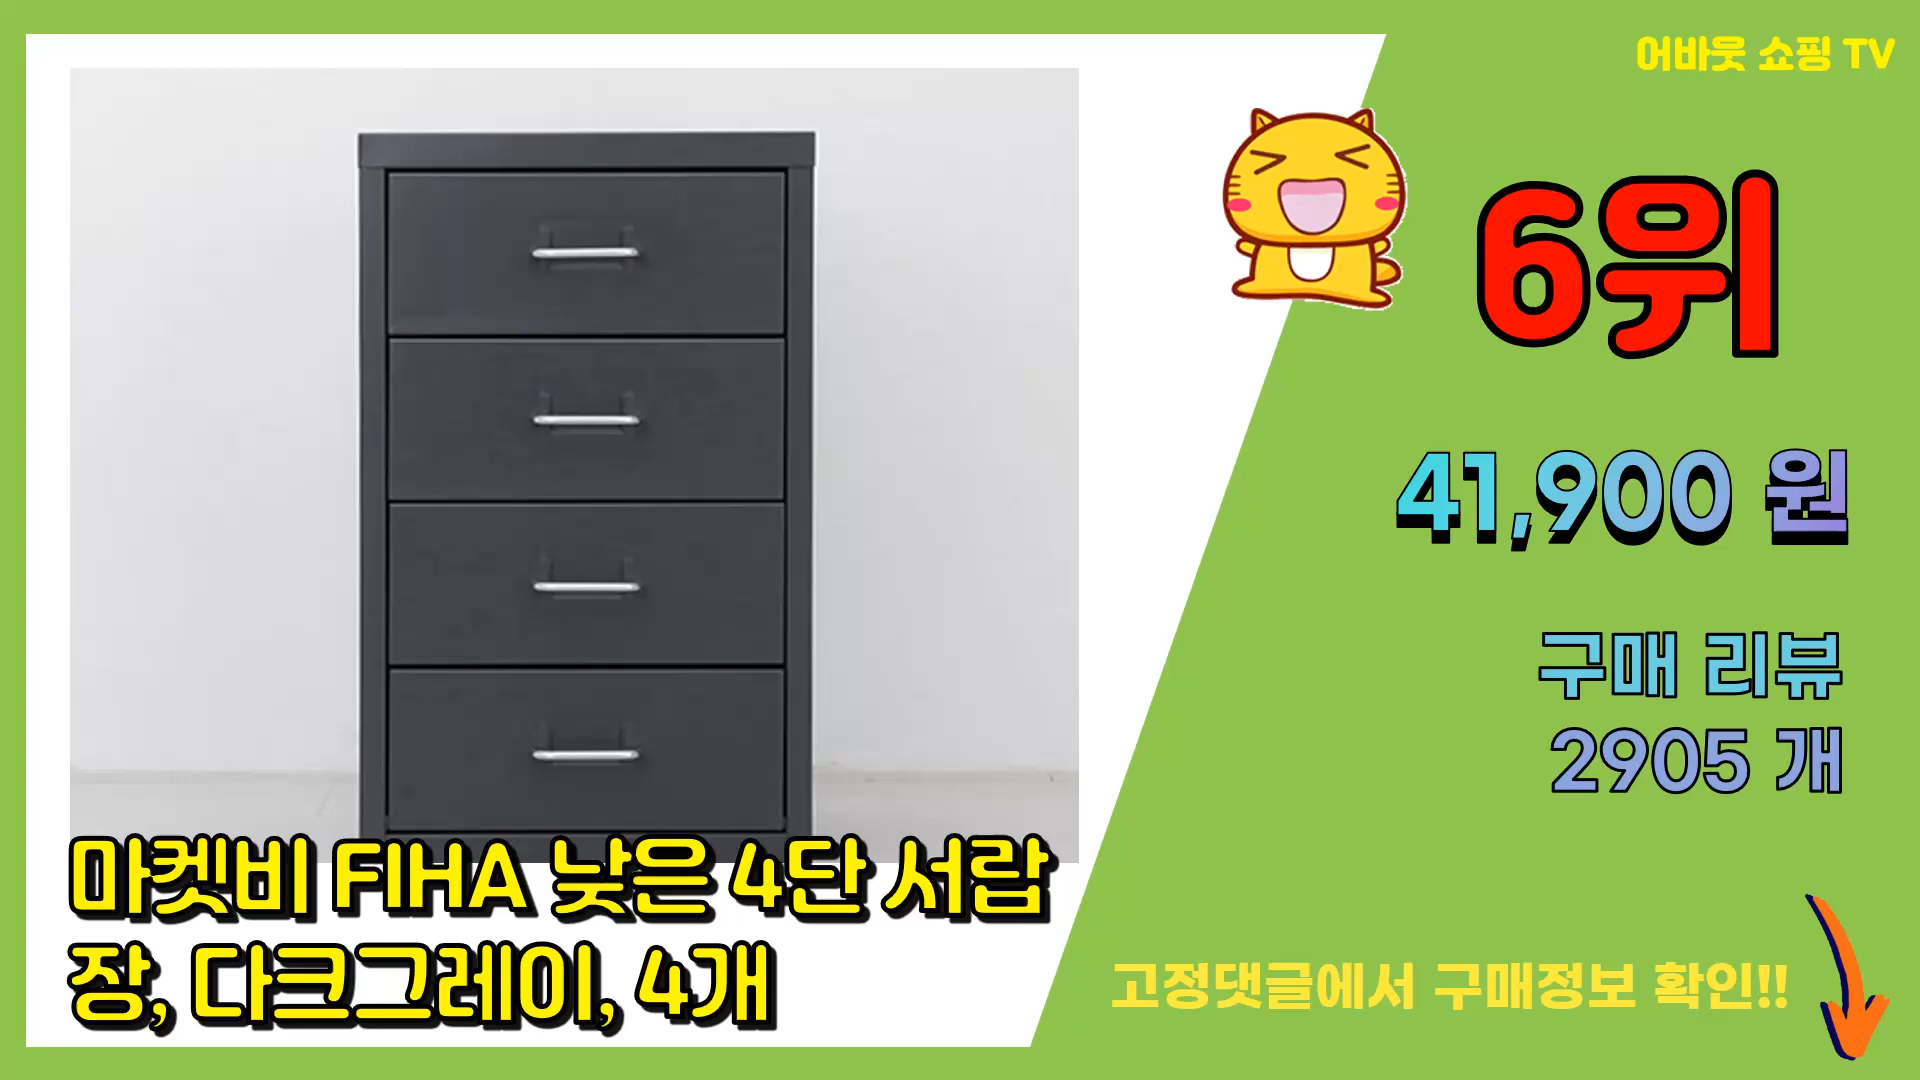 어바웃 쇼핑 TV
6위
41,900 원
구매 리뷰
2905 개
마켓비 FIHA 낮은 4단 서랍
장, 다크그레이, 4개
고정댓글에서 구매정보 확인!!